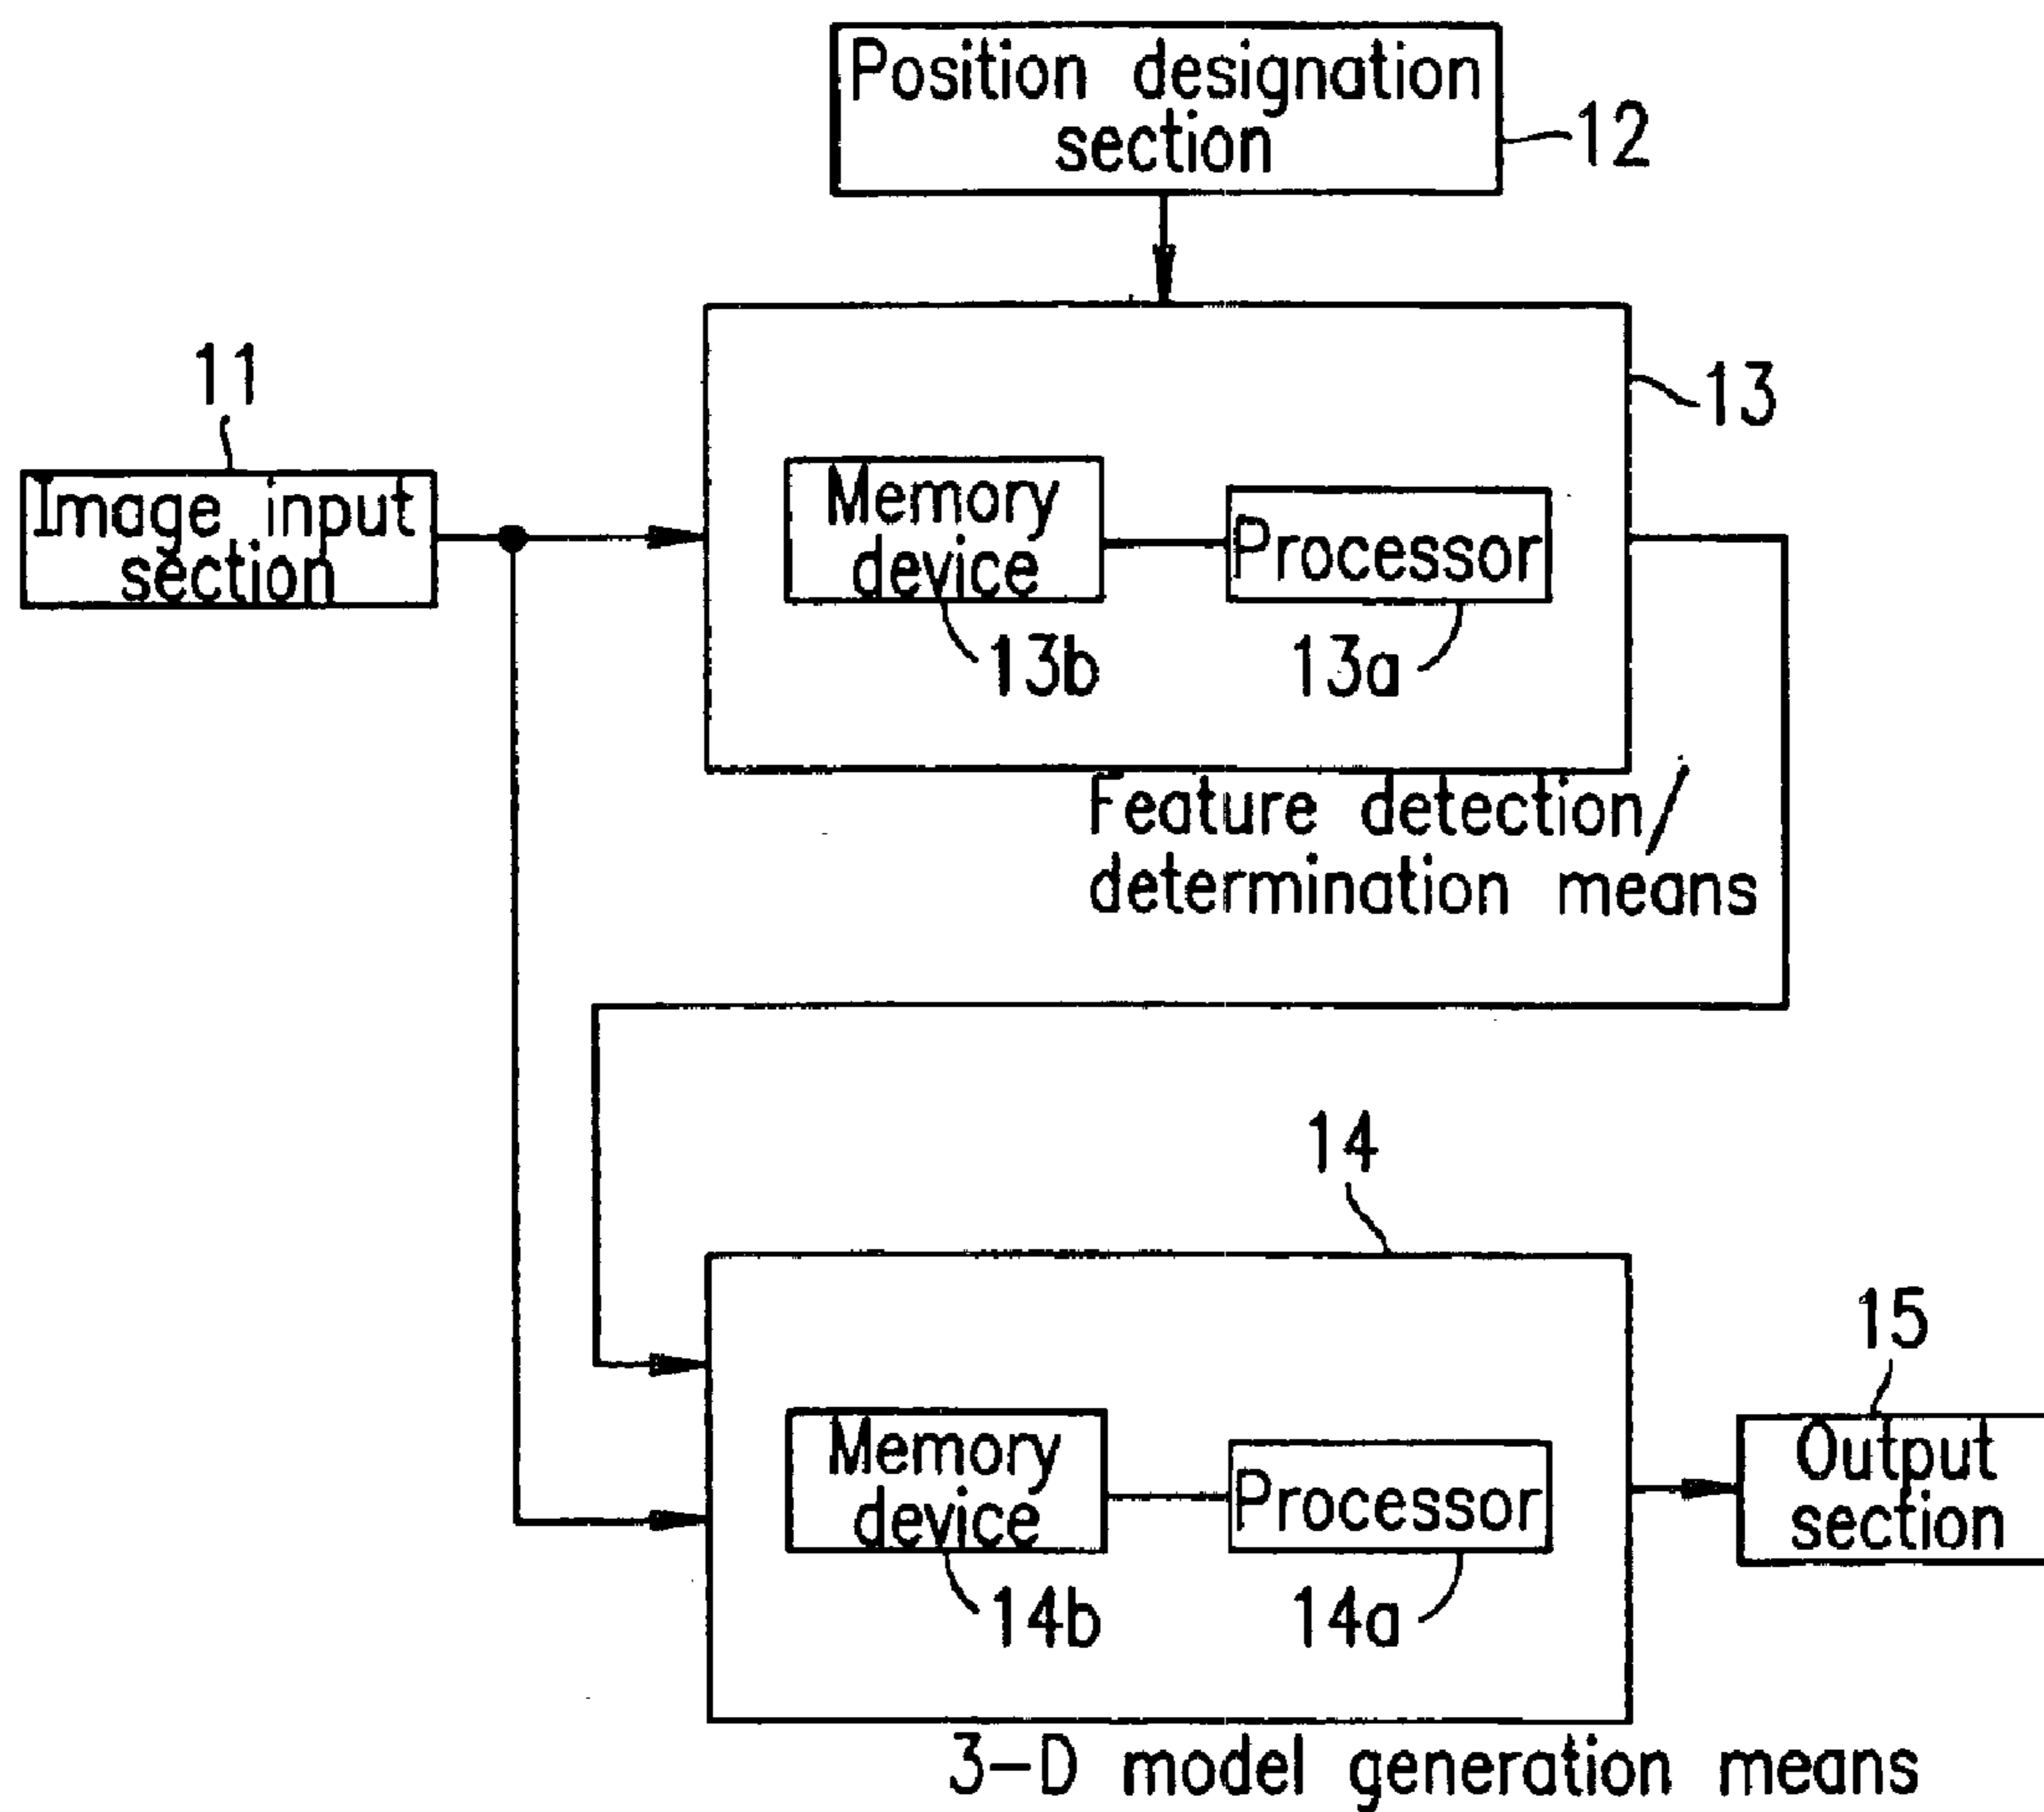 Position designation
section
12
11
Image input
section
13
Memory
device
Processor
13b
13a
Feature detection/
determination means
14
15
Memory
device
Processor
Output
section
14b
14a
3-D model generation means